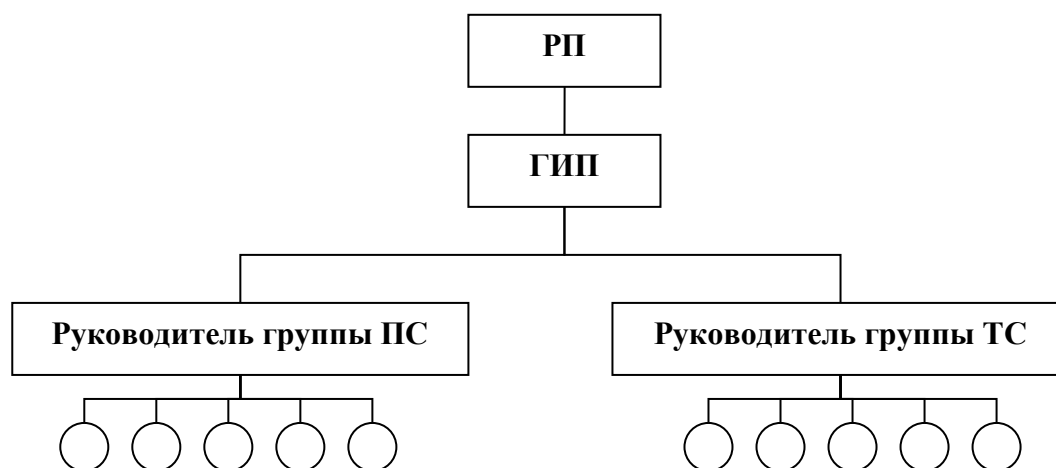 РП
ГИП
Руководитель группы ПС
Руководитель группы ТС